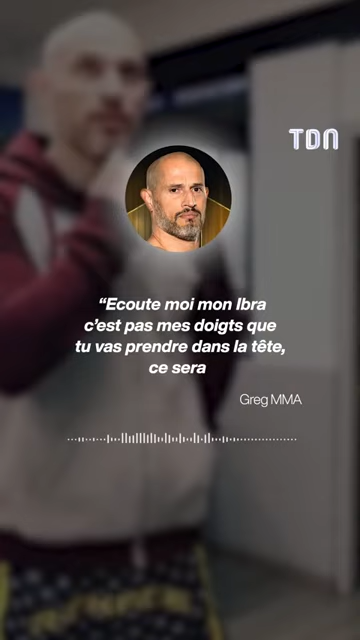 TDN
“Ecoute moi mon Ibra
c’est pas mes doigts que
tu vas prendre dans la tête,
ce sera
Greg MMA